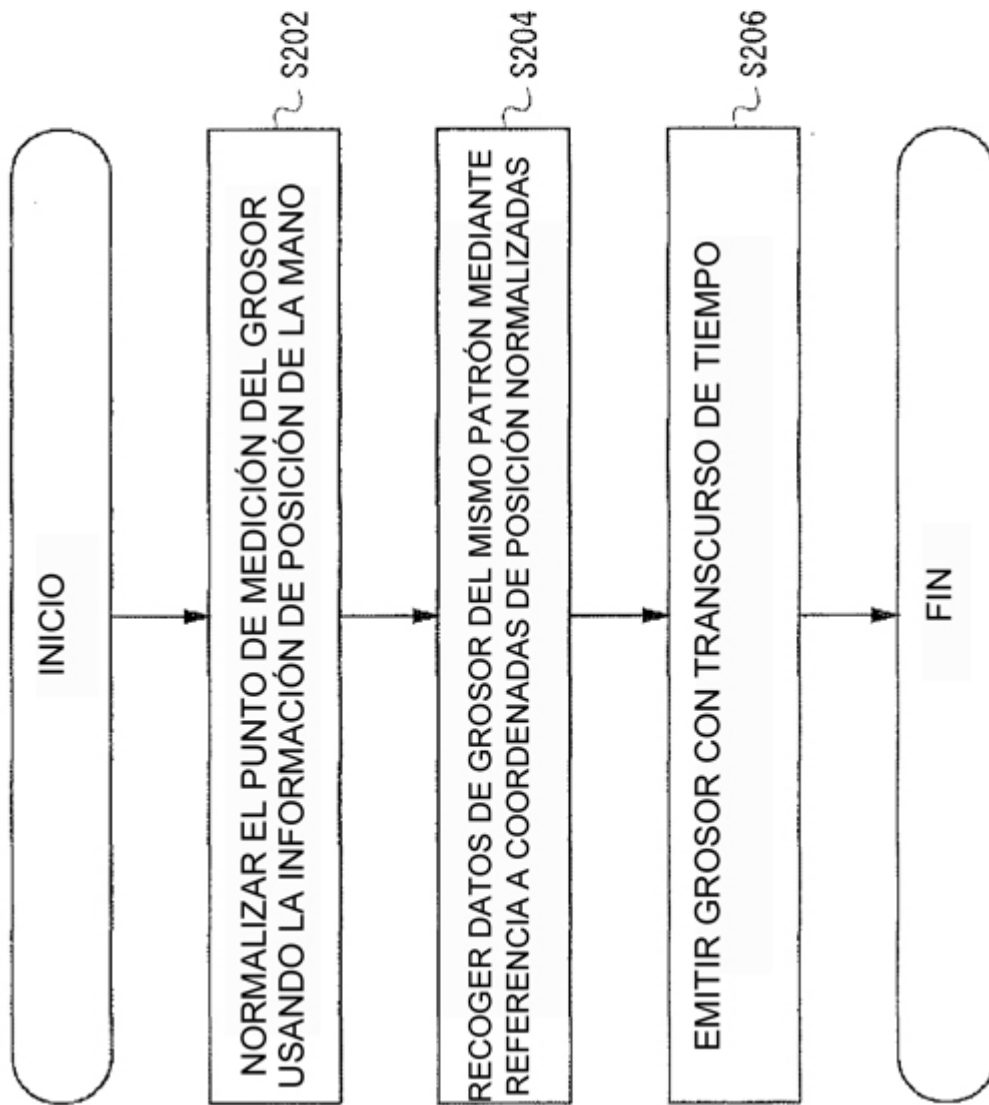 INICIO
NORMALIZAR EL PUNTO DE MEDICIÓN DEL GROSOR
USANDO LA INFORMACIÓN DE POSICIÓN DE LA MANO
S202
RECOGER DATOS DE GROSOR DEL MISMO PATRÓN MEDIANTE
REFERENCIA A COORDENADAS DE POSICIÓN NORMALIZADAS
S204
EMITIR GROSOR CON TRANSCURSO DE TIEMPO
S206
FIN